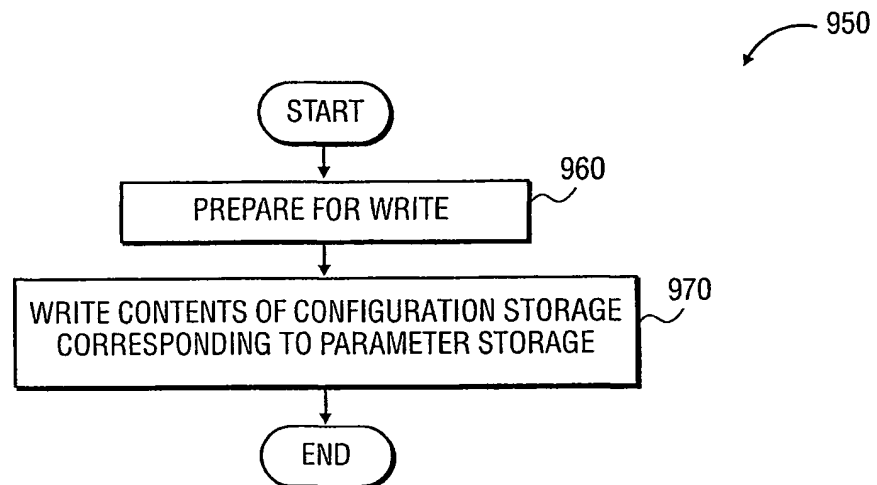 950
START
960
PREPARE FOR WRITE
970
WRITE CONTENTS OF CONFIGURATION STORAGE
CORRESPONDING TO PARAMETER STORAGE
END